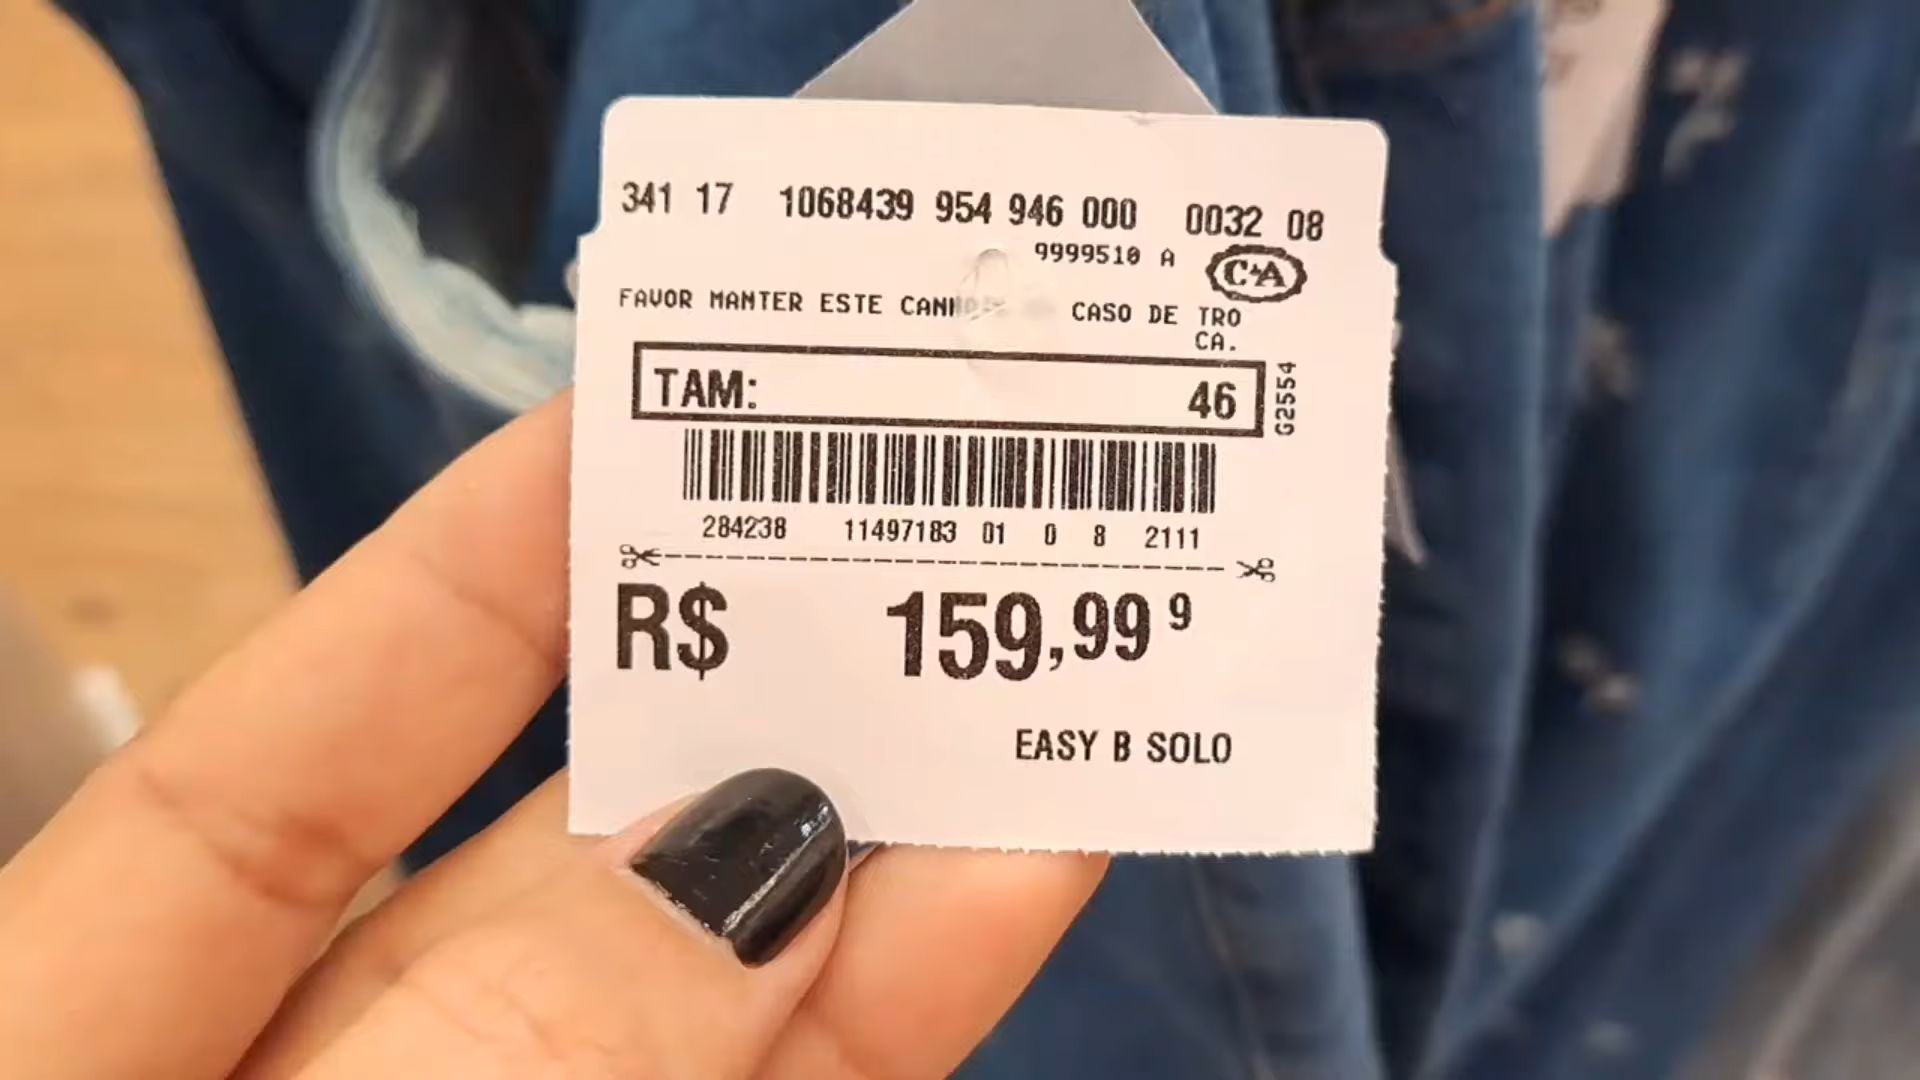 341 17 1068439 954 946 000 0032 08
9999510 A
C&A
FAVOR MANTER ESTE CASO DE TRO
CA.
TAM: 46
G2554
284238 11497183 01 0 8 2111
R$ 159,99 9
EASY B SOLO